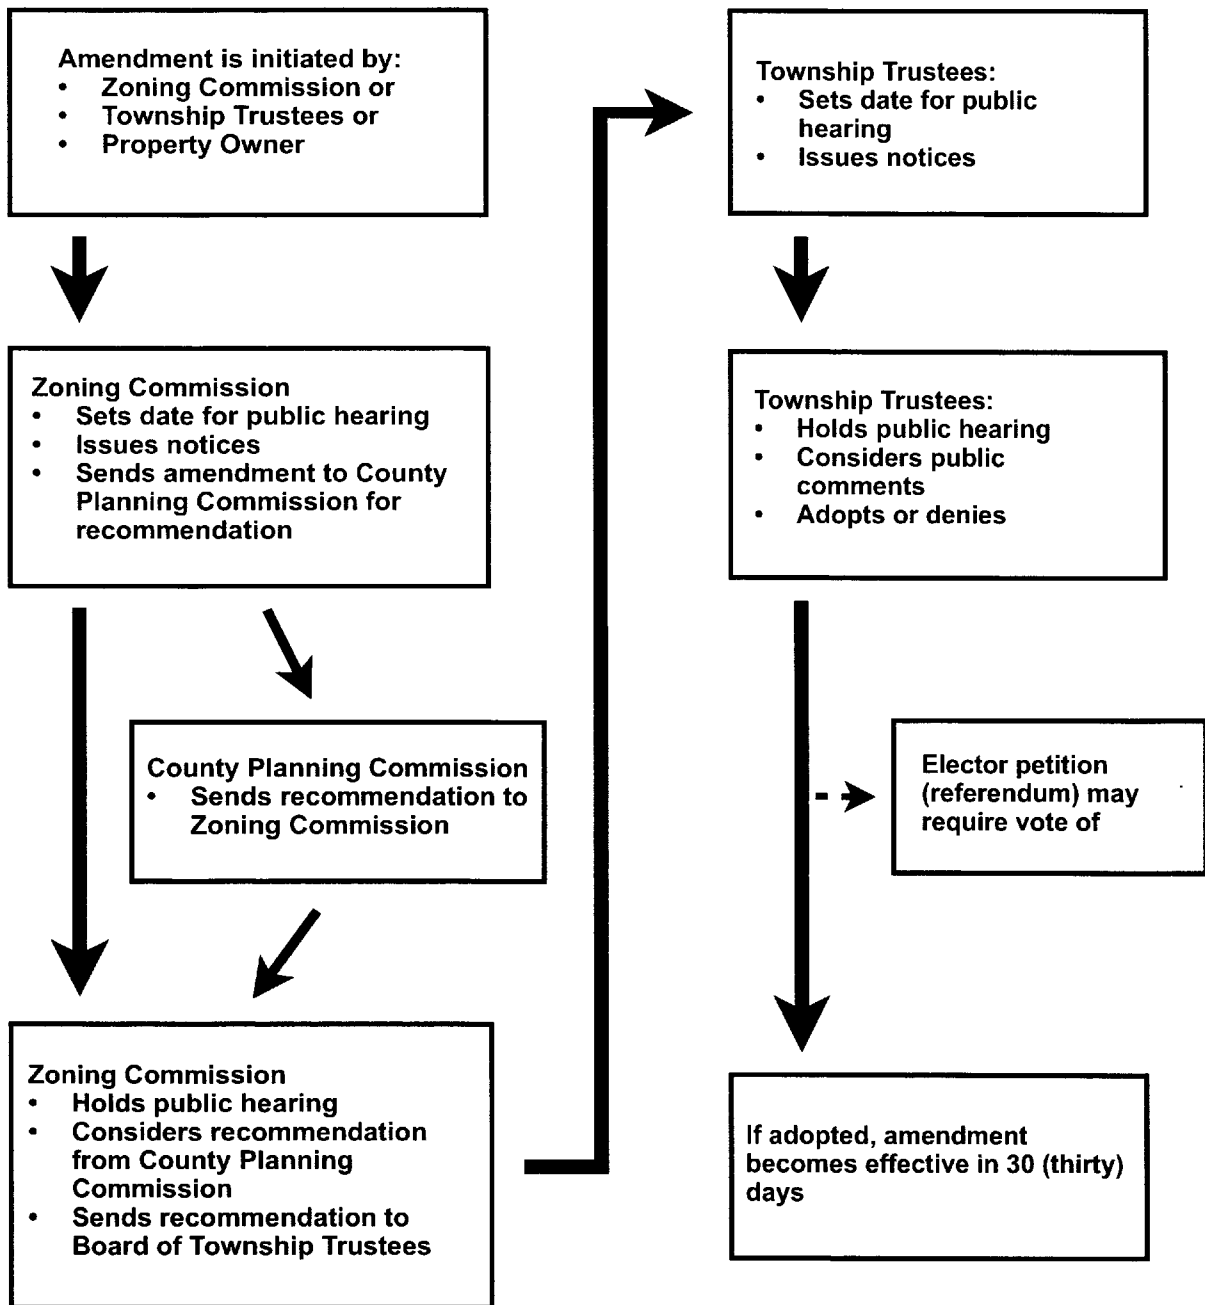 Amendment is initiated by:
• Zoning Commission or
• Township Trustees or
• Property Owner
Zoning Commission
• Sets date for public hearing
• Issues notices
• Sends amendment to County
Planning Commission for
recommendation
County Planning Commission
• Sends recommendation to
Zoning Commission
Zoning Commission
• Holds public hearing
• Considers recommendation
from County Planning
Commission
• Sends recommendation to
Board of Township Trustees
Township Trustees:
• Sets date for public
hearing
• Issues notices
Township Trustees:
• Holds public hearing
• Considers public
comments
• Adopts or denies
Elector petition
(referendum) may
require vote of
If adopted, amendment
becomes effective in 30 (thirty)
days